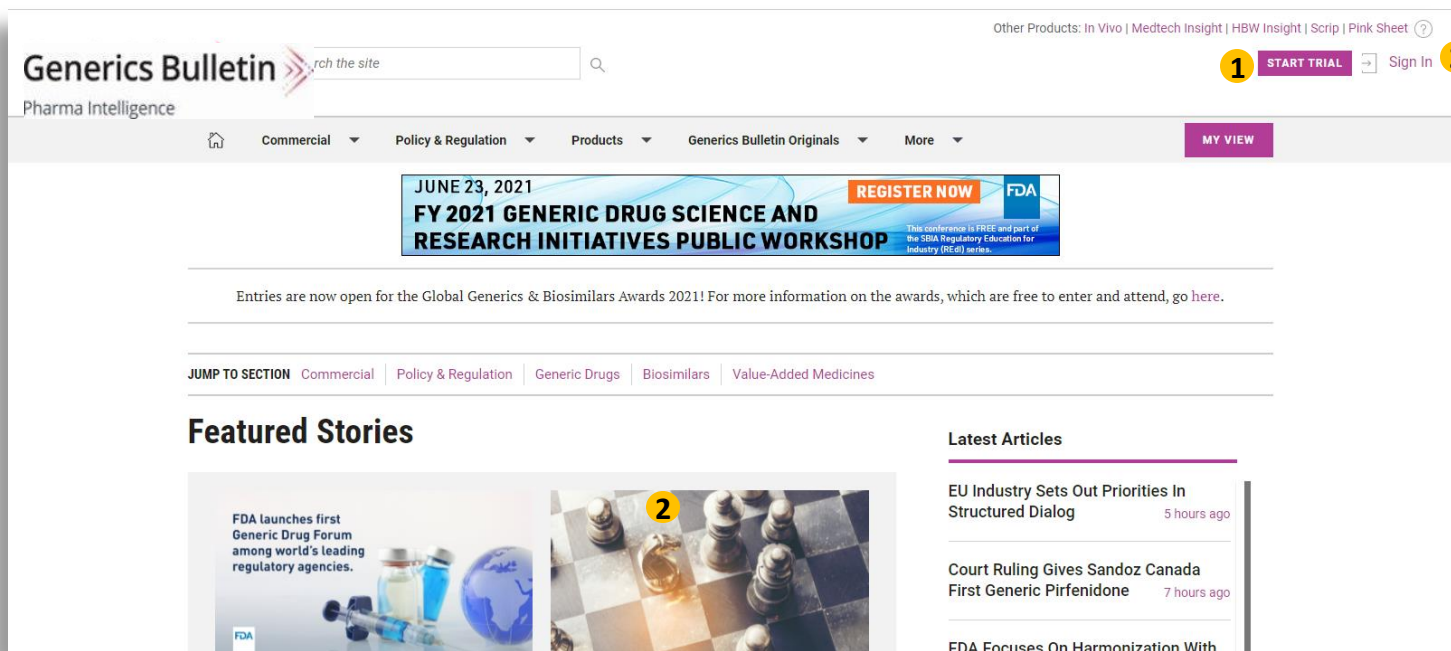 Other Products: In Vivo | Medtech Insight | HBW Insight | Scrip | Pink Sheet ?
Generics Bulletin
Pharma Intelligence
rch the site
1
START TRIAL
Sign In
Commercial
Policy & Regulation
Products
Generics Bulletin Originals
More
MY VIEW
JUNE 23, 2021
FY 2021 GENERIC DRUG SCIENCE AND
RESEARCH INITIATIVES PUBLIC WORKSHOP
REGISTER NOW
FDA
This conference is FREE and part of
the SBIA Regulatory Education for
Industry (REdI) series.
Entries are now open for the Global Generics & Biosimilars Awards 2021! For more information on the awards, which are free to enter and attend, go here.
JUMP TO SECTION Commercial | Policy & Regulation | Generic Drugs | Biosimilars | Value-Added Medicines
Featured Stories
FDA launches first
Generic Drug Forum
among world's leading
regulatory agencies.
FDA
2
Latest Articles
EU Industry Sets Out Priorities In
Structured Dialog 5 hours ago
Court Ruling Gives Sandoz Canada
First Generic Pirfenidone 7 hours ago
FDA Focuses On Harmonization With